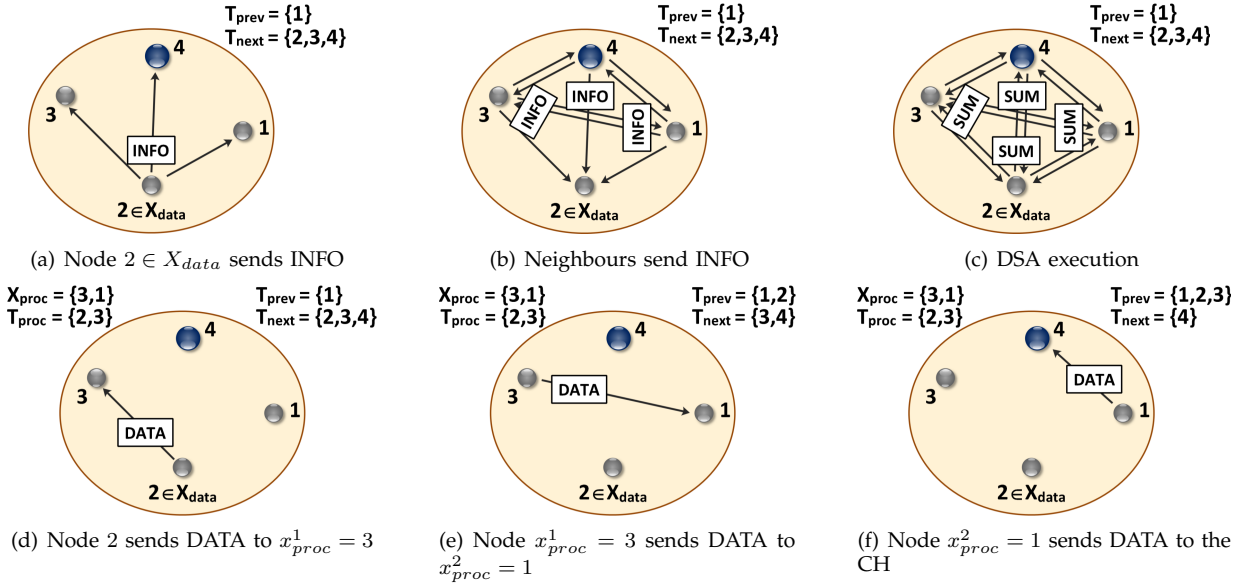 T_prev = {1}
T_next = {2,3,4}
4
3
1
INFO
2 ∈ X_data
(a) Node 2 ∈ X_data sends INFO
T_prev = {1}
T_next = {2,3,4}
4
3
1
INFO
INFO
INFO
2 ∈ X_data
(b) Neighbours send INFO
T_prev = {1}
T_next = {2,3,4}
4
3
1
SUM
SUM
SUM
SUM
2 ∈ X_data
(c) DSA execution
X_proc = {3,1}
T_proc = {2,3}
T_prev = {1}
T_next = {2,3,4}
4
3
1
DATA
2 ∈ X_data
(d) Node 2 sends DATA to x^1_proc = 3
X_proc = {3,1}
T_proc = {2,3}
T_prev = {1,2}
T_next = {3,4}
4
3
1
DATA
2 ∈ X_data
(e) Node x^1_proc = 3 sends DATA to
x^2_proc = 1
X_proc = {3,1}
T_proc = {2,3}
T_prev = {1,2,3}
T_next = {4}
4
3
1
DATA
2 ∈ X_data
(f) Node x^2_proc = 1 sends DATA to the
CH